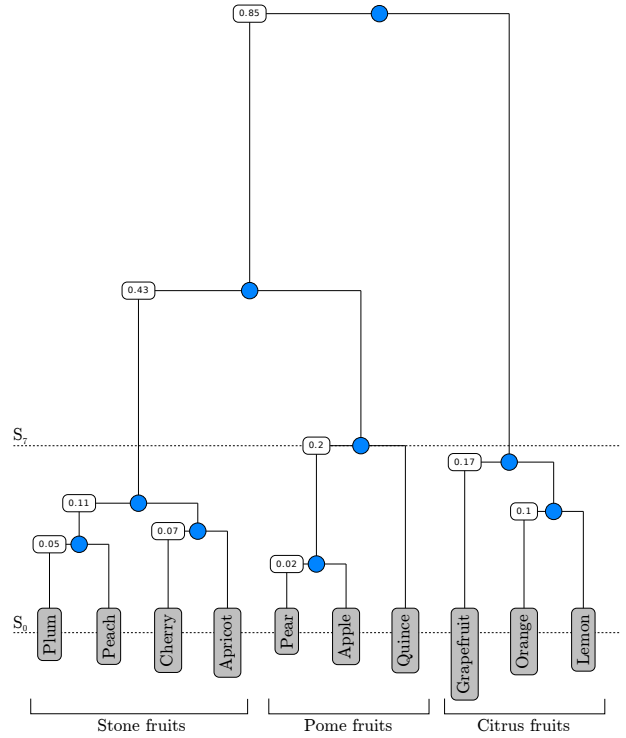 0.85
0.43
S7
0.2
0.17
0.11
0.1
0.07
0.05
0.02
S0
Plum
Peach
Cherry
Apricot
Pear
Apple
Quince
Grapefruit
Orange
Lemon
Stone fruits
Pome fruits
Citrus fruits